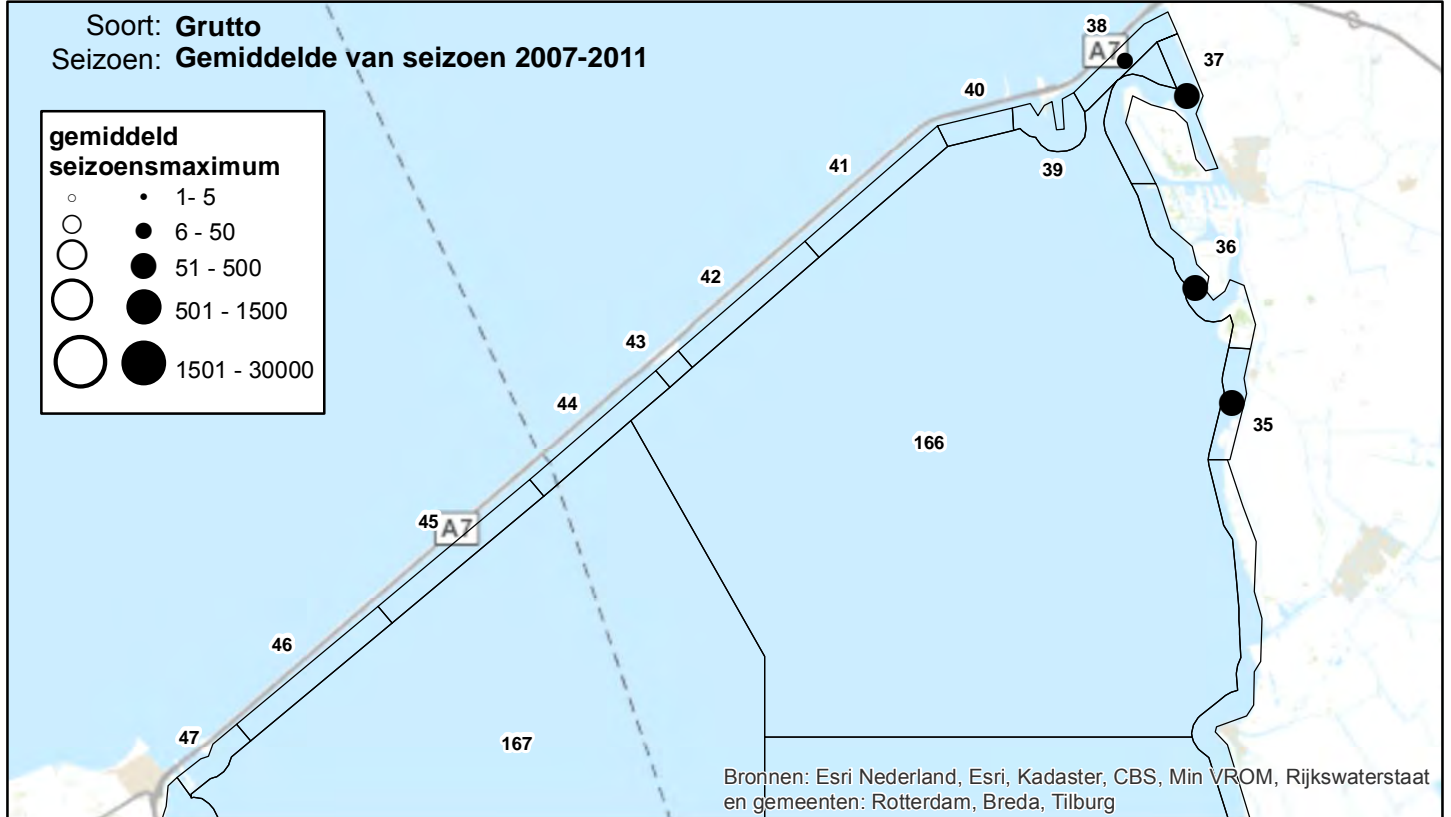 Soort: Grutto
Seizoen: Gemiddelde van seizoen 2007-2011
gemiddeld
seizoensmaximum
1- 5
6 - 50
51 - 500
501 - 1500
1501 - 30000
38
A7
37
40
41
39
36
42
43
44
35
166
45
A7
46
47
167
Bronnen: Esri Nederland, Esri, Kadaster, CBS, Min VROM, Rijkswaterstaat
en gemeenten: Rotterdam, Breda, Tilburg